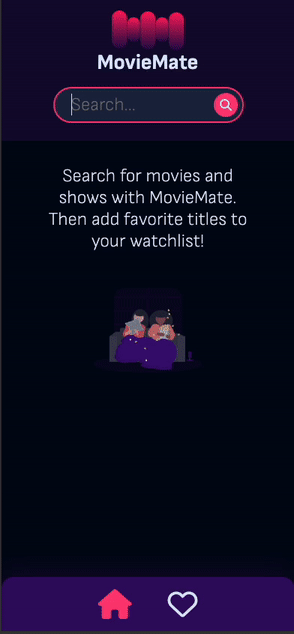 MovieMate
Search...
Search for movies and
shows with MovieMate.
Then add favorite titles to
your watchlist!